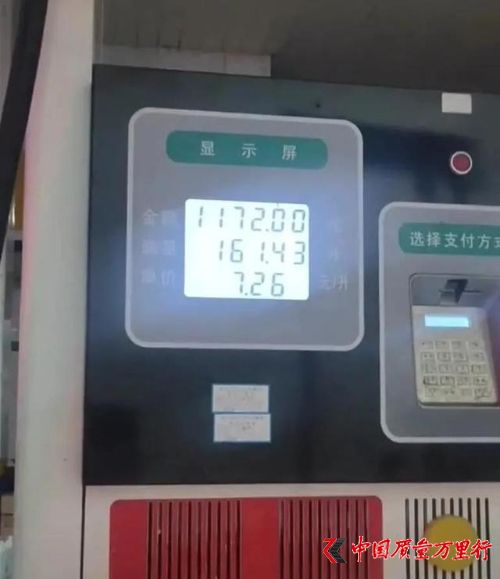 显示屏
金额 1172.00 元
油量 161.43 升
单价 7.26 元/升
选择支付方式
中国质量万里行